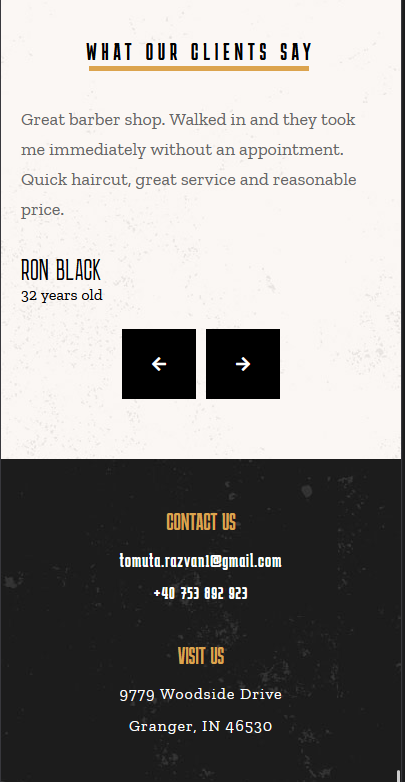 WHAT OUR CLIENTS SAY
Great barber shop. Walked in and they took
me immediately without an appointment.
Quick haircut, great service and reasonable
price.
RON BLACK
32 years old
CONTACT US
tomuta.razvan1@gmail.com
+40 753 892 923
VISIT US
9779 Woodside Drive
Granger, IN 46530